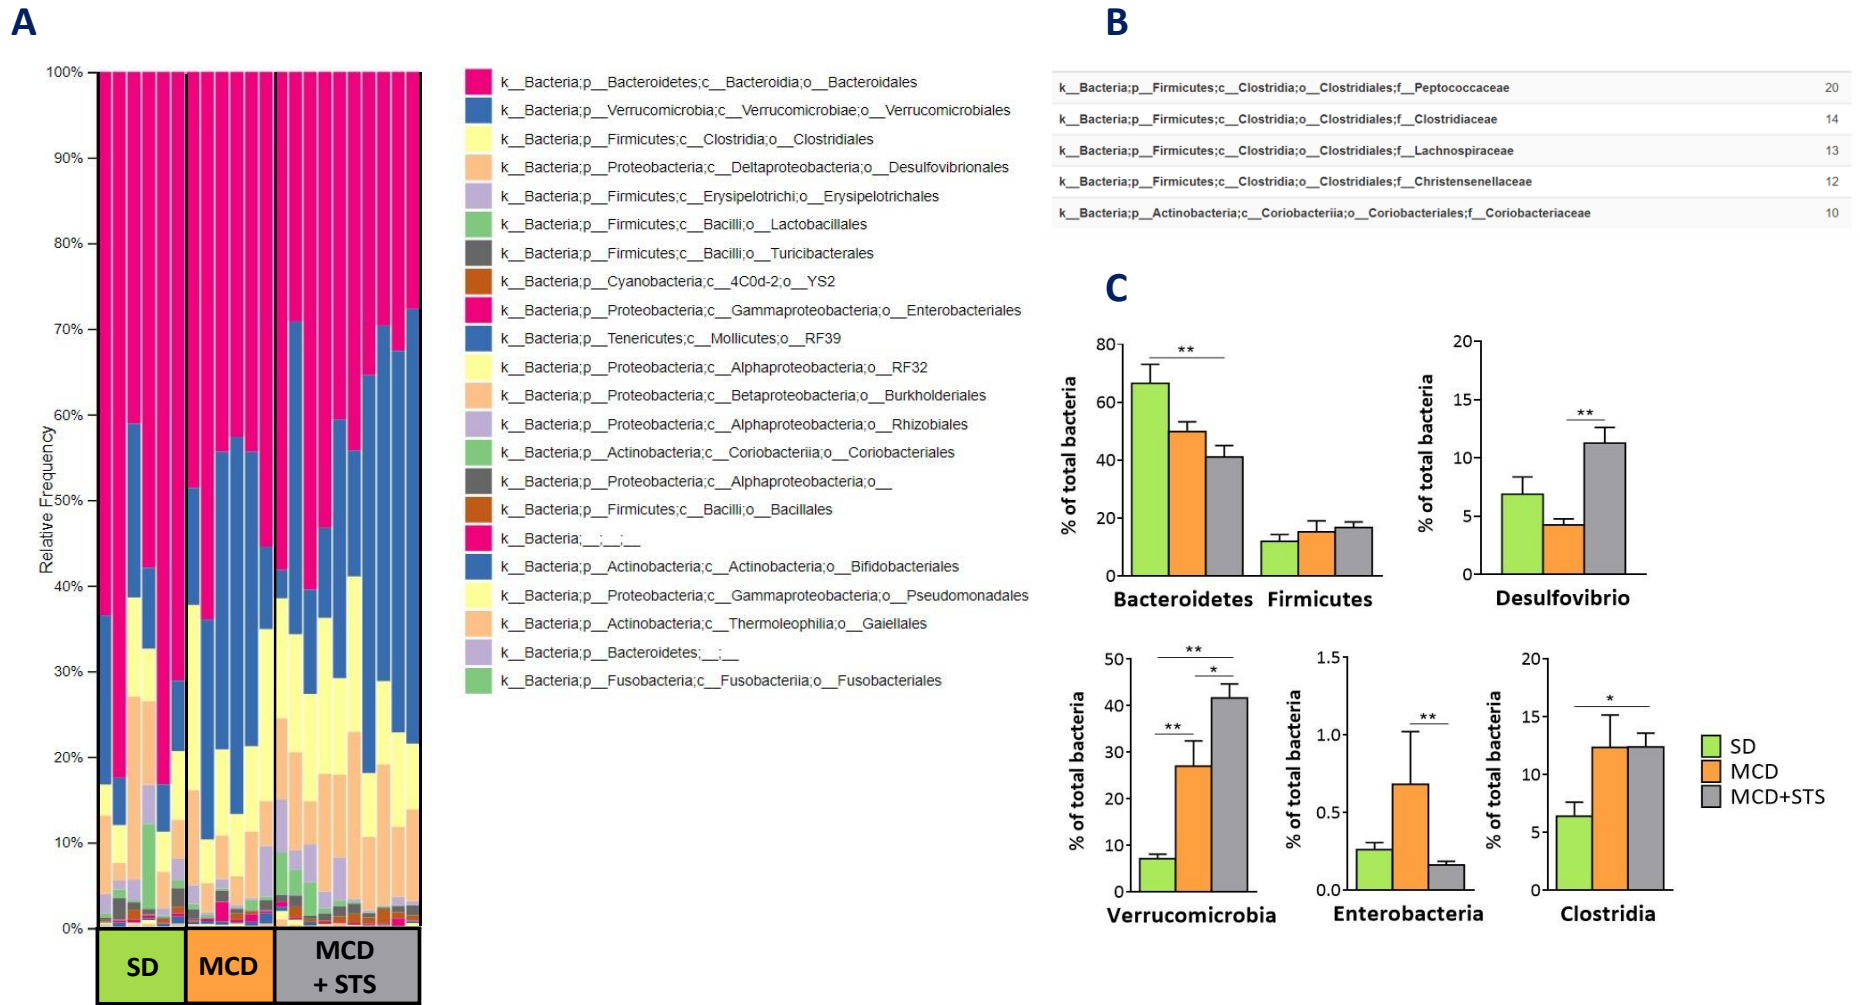 A
100%
90%
80%
70%
60%
50%
40%
30%
20%
10%
0%
Relative Frequency
SD
MCD
MCD
+ STS
k__Bacteria;p__Bacteroidetes;c__Bacteroidia;o__Bacteroidales
k__Bacteria;p__Verrucomicrobia;c__Verrucomicrobiae;o__Verrucomicrobiales
k__Bacteria;p__Firmicutes;c__Clostridia;o__Clostridiales
k__Bacteria;p__Proteobacteria;c__Deltaproteobacteria;o__Desulfovibrionales
k__Bacteria;p__Firmicutes;c__Erysipelotrichi;o__Erysipelotrichales
k__Bacteria;p__Firmicutes;c__Bacilli;o__Lactobacillales
k__Bacteria;p__Firmicutes;c__Bacilli;o__Turicibacterales
k__Bacteria;p__Cyanobacteria;c__4C0d-2;o__YS2
k__Bacteria;p__Proteobacteria;c__Gammaproteobacteria;o__Enterobacteriales
k__Bacteria;p__Tenericutes;c__Mollicutes;o__RF39
k__Bacteria;p__Proteobacteria;c__Alphaproteobacteria;o__RF32
k__Bacteria;p__Proteobacteria;c__Betaproteobacteria;o__Burkholderiales
k__Bacteria;p__Proteobacteria;c__Alphaproteobacteria;o__Rhizobiales
k__Bacteria;p__Actinobacteria;c__Coriobacteriia;o__Coriobacteriales
k__Bacteria;p__Proteobacteria;c__Alphaproteobacteria;o__
k__Bacteria;p__Firmicutes;c__Bacilli;o__Bacillales
k__Bacteria;__;__;__
k__Bacteria;p__Actinobacteria;c__Actinobacteria;o__Bifidobacteriales
k__Bacteria;p__Proteobacteria;c__Gammaproteobacteria;o__Pseudomonadales
k__Bacteria;p__Actinobacteria;c__Thermoleophilia;o__Gaiellales
k__Bacteria;p__Bacteroidetes;__;__
k__Bacteria;p__Fusobacteria;c__Fusobacteriia;o__Fusobacteriales
B
k__Bacteria;p__Firmicutes;c__Clostridia;o__Clostridiales;f__Peptococcaceae 20
k__Bacteria;p__Firmicutes;c__Clostridia;o__Clostridiales;f__Clostridiaceae 14
k__Bacteria;p__Firmicutes;c__Clostridia;o__Clostridiales;f__Lachnospiraceae 13
k__Bacteria;p__Firmicutes;c__Clostridia;o__Clostridiales;f__Christensenellaceae 12
k__Bacteria;p__Actinobacteria;c__Coriobacteriia;o__Coriobacteriales;f__Coriobacteriaceae 10
C
% of total bacteria
80
60
40
20
0
**
Bacteroidetes Firmicutes
% of total bacteria
20
15
10
5
0
**
Desulfovibrio
% of total bacteria
50
40
30
20
10
0
**
*
**
Verrucomicrobia
% of total bacteria
1.5
1.0
0.5
0.0
**
Enterobacteria
% of total bacteria
20
15
10
5
0
*
Clostridia
SD
MCD
MCD+STS